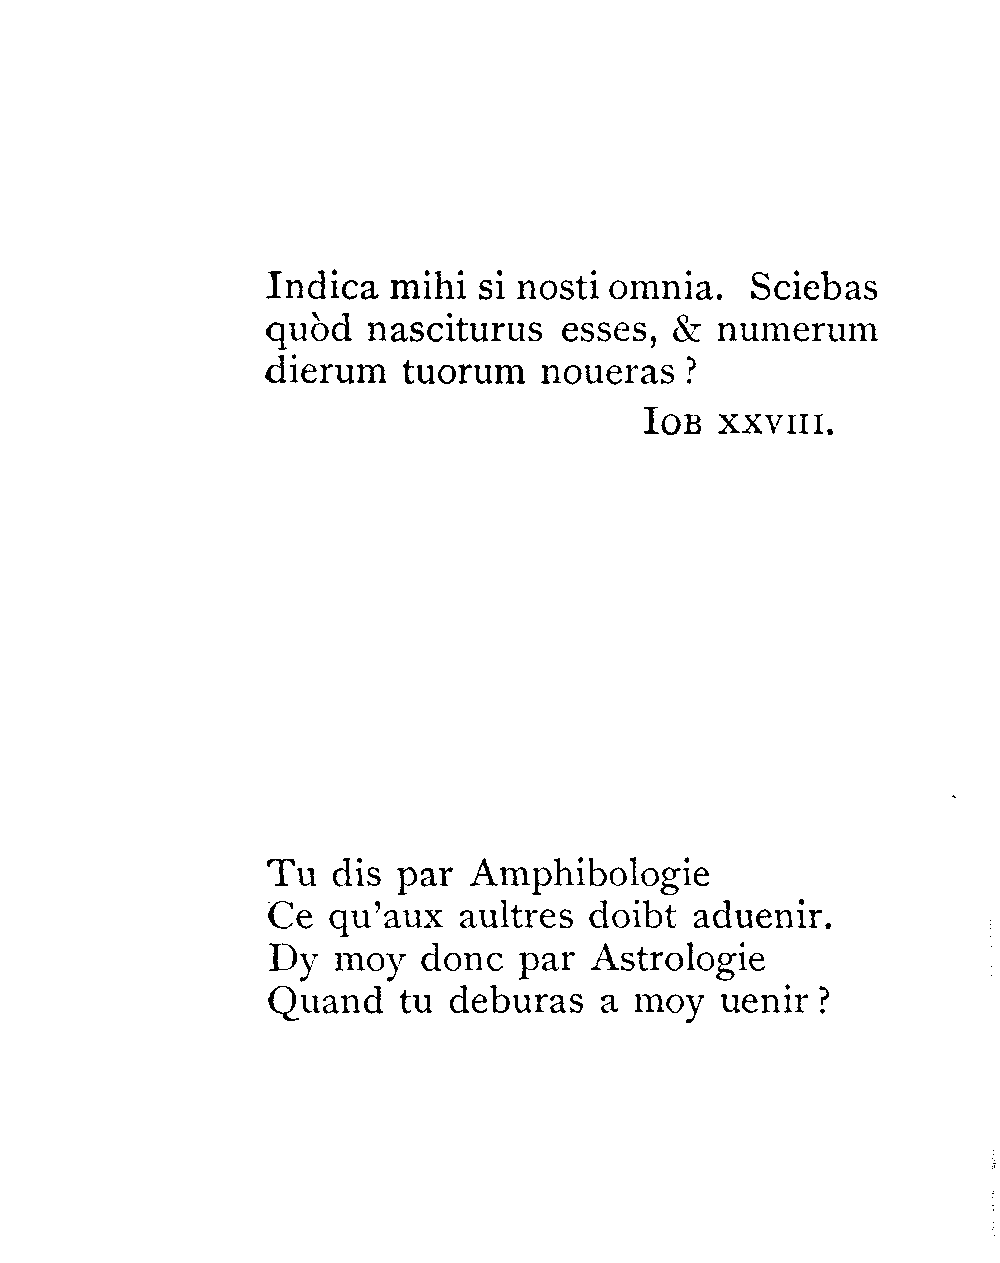 Indica mihi si nosti omnia. Sciebas
quòd nasciturus esses, & numerum
dierum tuorum noueras ?
IOB XXVIII.
Tu dis par Amphibologie
Ce qu'aux aultres doibt aduenir.
Dy moy donc par Astrologie
Quand tu deburas a moy uenir ?